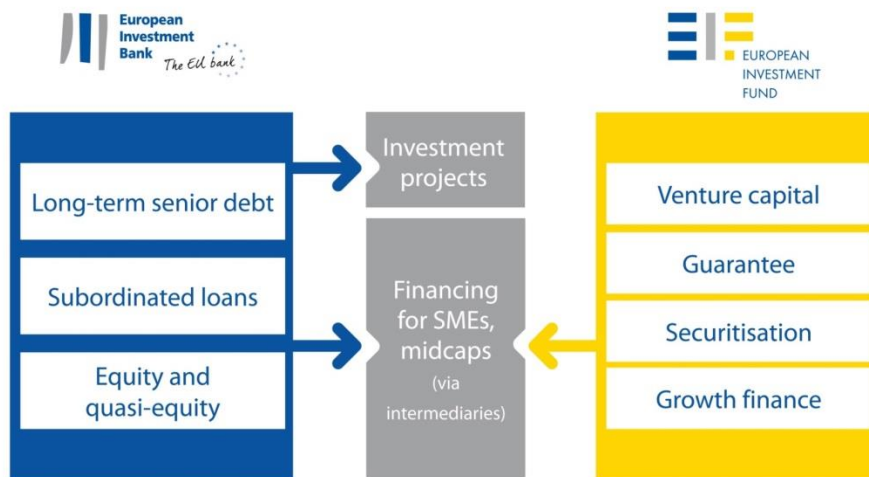 European
Investment
Bank
The EU bank
EUROPEAN
INVESTMENT
FUND
Long-term senior debt
Subordinated loans
Equity and
quasi-equity
Investment
projects
Financing
for SMEs,
midcaps
(via
intermediaries)
Venture capital
Guarantee
Securitisation
Growth finance